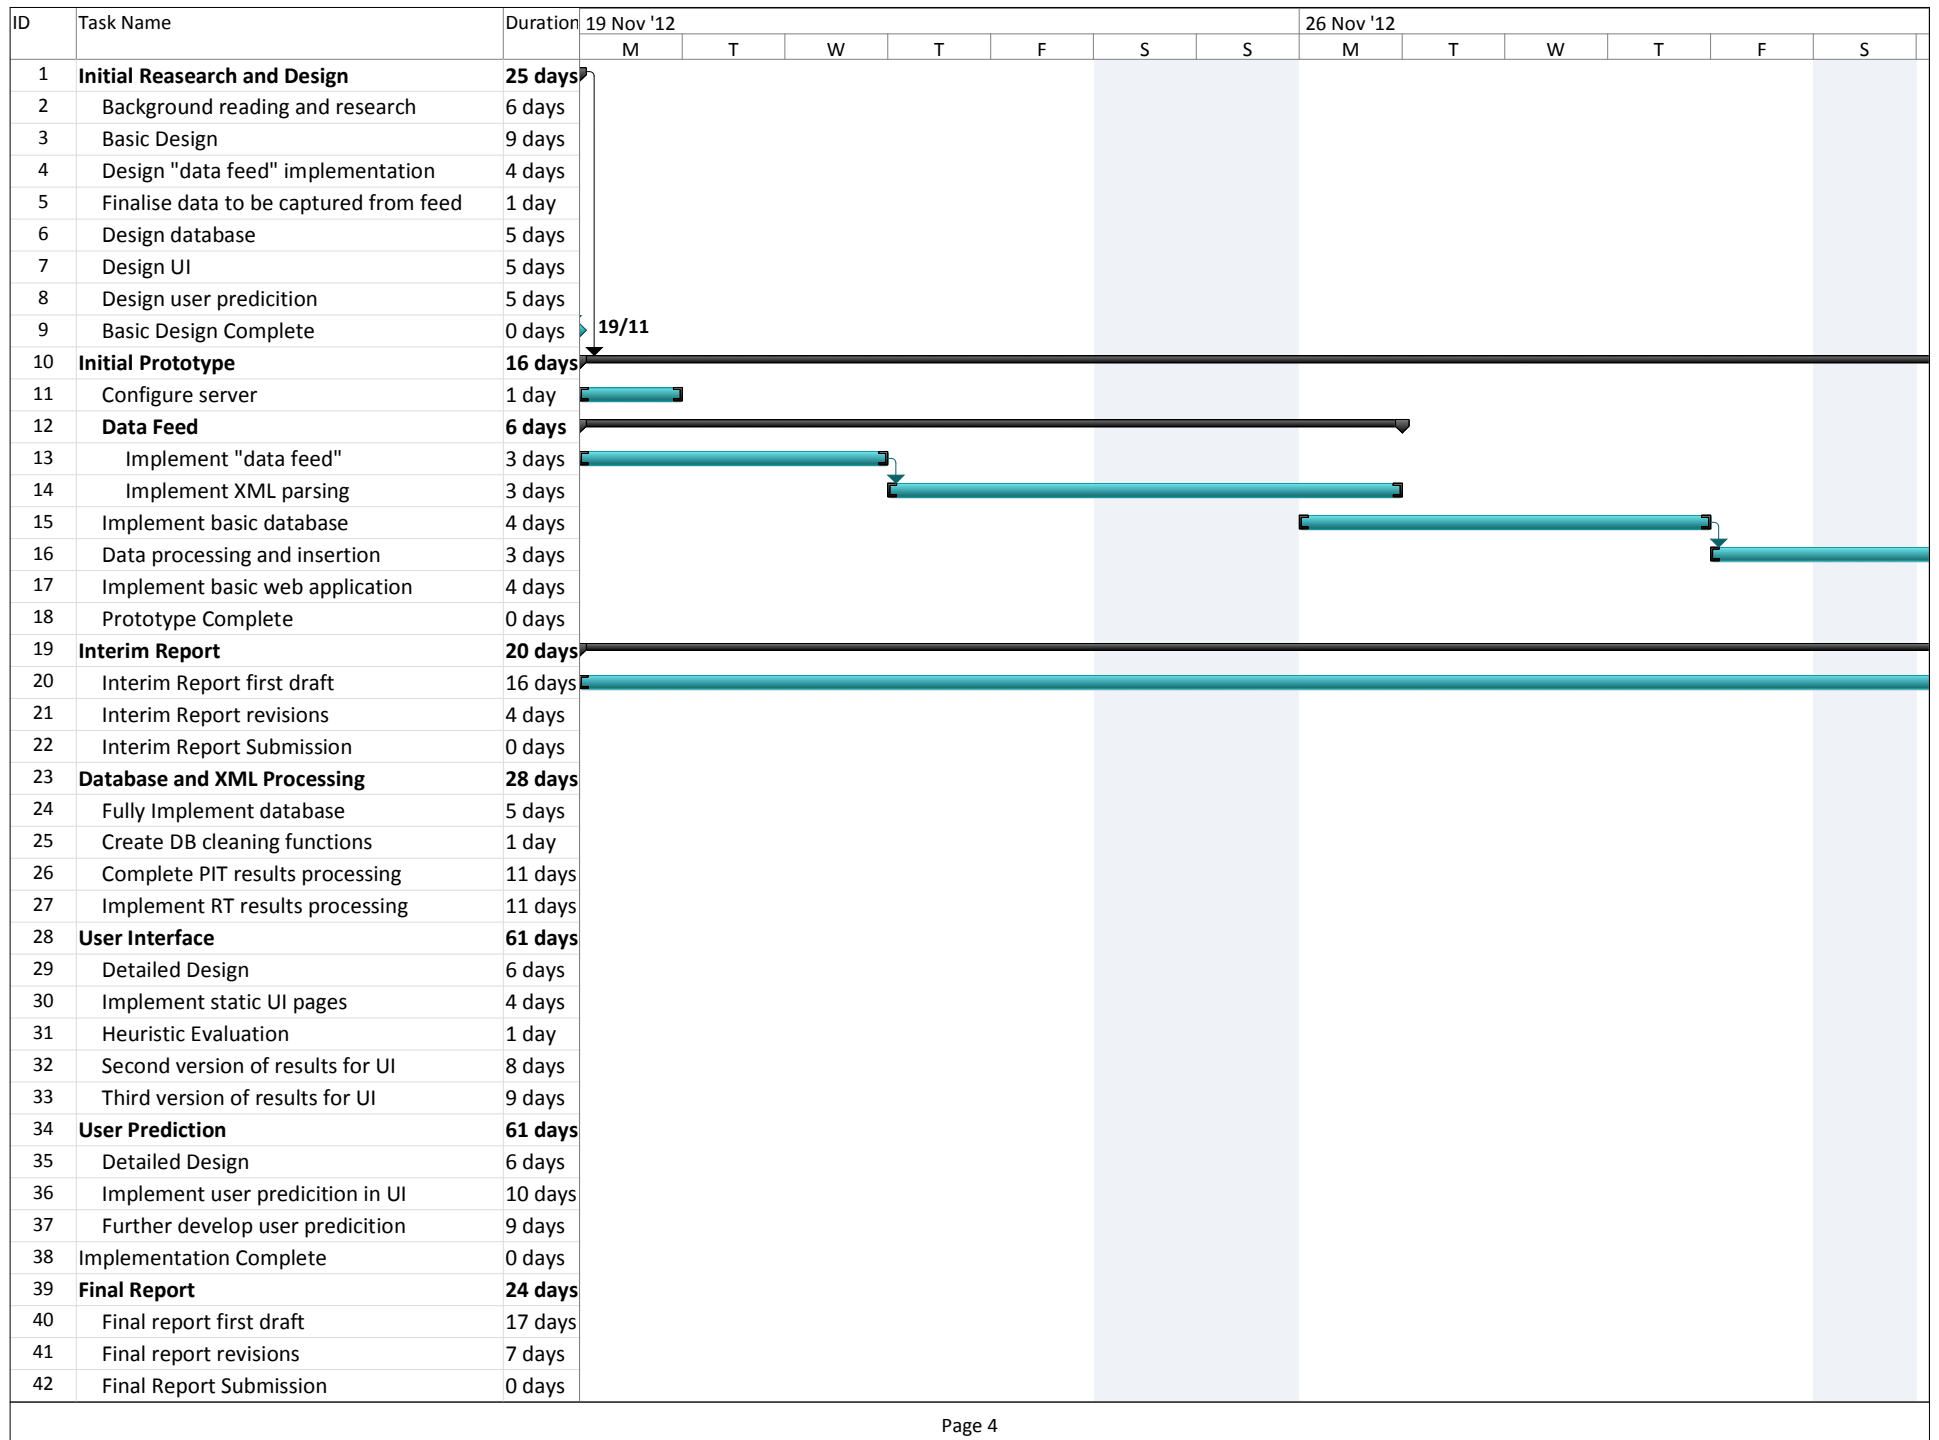 ID Task Name Duration 19 Nov '12 26 Nov '12
M T W T F S S M T W T F S
1 Initial Reasearch and Design 25 days
2 Background reading and research 6 days
3 Basic Design 9 days
4 Design "data feed" implementation 4 days
5 Finalise data to be captured from feed 1 day
6 Design database 5 days
7 Design UI 5 days
8 Design user predicition 5 days
9 Basic Design Complete 0 days 19/11
10 Initial Prototype 16 days
11 Configure server 1 day
12 Data Feed 6 days
13 Implement "data feed" 3 days
14 Implement XML parsing 3 days
15 Implement basic database 4 days
16 Data processing and insertion 3 days
17 Implement basic web application 4 days
18 Prototype Complete 0 days
19 Interim Report 20 days
20 Interim Report first draft 16 days
21 Interim Report revisions 4 days
22 Interim Report Submission 0 days
23 Database and XML Processing 28 days
24 Fully Implement database 5 days
25 Create DB cleaning functions 1 day
26 Complete PIT results processing 11 days
27 Implement RT results processing 11 days
28 User Interface 61 days
29 Detailed Design 6 days
30 Implement static UI pages 4 days
31 Heuristic Evaluation 1 day
32 Second version of results for UI 8 days
33 Third version of results for UI 9 days
34 User Prediction 61 days
35 Detailed Design 6 days
36 Implement user predicition in UI 10 days
37 Further develop user predicition 9 days
38 Implementation Complete 0 days
39 Final Report 24 days
40 Final report first draft 17 days
41 Final report revisions 7 days
42 Final Report Submission 0 days
Page 4